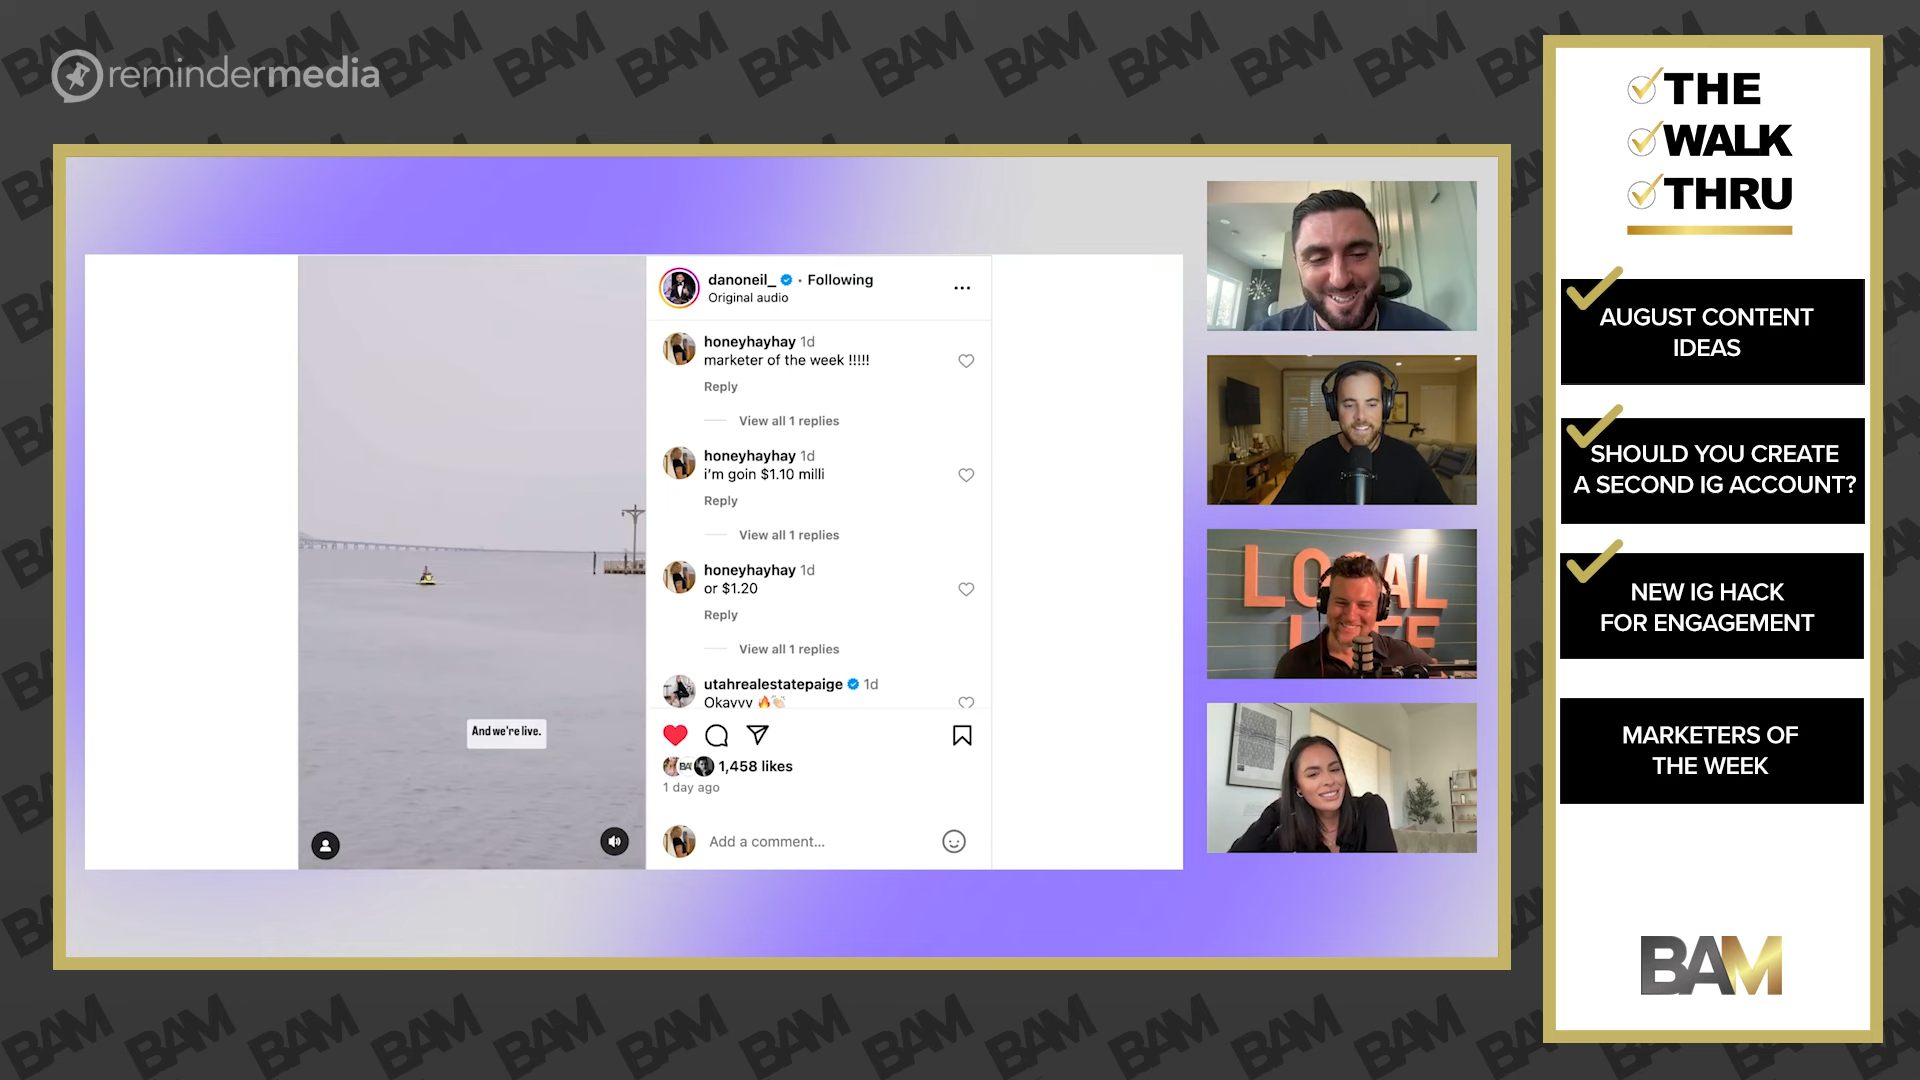 remindermedia
danoneil_ • Following
Original audio
honeyhayhay 1d
marketer of the week !!!!!
Reply
View all 1 replies
honeyhayhay 1d
i'm goin $1.10 milli
Reply
View all 1 replies
honeyhayhay 1d
or $1.20
Reply
View all 1 replies
utahrealestatepaige 1d
Okayyy 🔥👏🏻
1,458 likes
1 day ago
Add a comment...
And we're live.
LOCAL
LIFE
THE
WALK
THRU
AUGUST CONTENT
IDEAS
SHOULD YOU CREATE
A SECOND IG ACCOUNT?
NEW IG HACK
FOR ENGAGEMENT
MARKETERS OF
THE WEEK
BAM